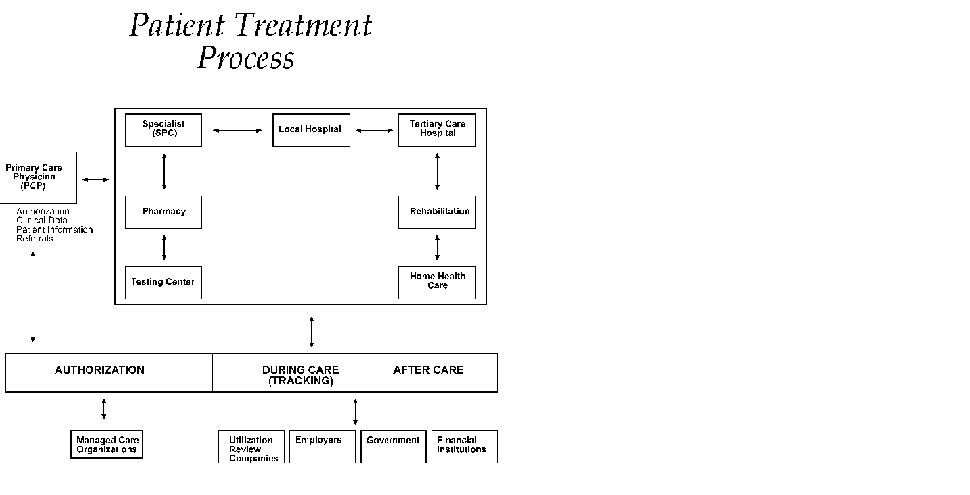 Patient Treatment
Process
Specialist
(SPC)
Local Hospital
Tertiary Care
Hospital
Primary Care
Physician
(PCP)
Authorization
Clinical Data
Patient Information
Referrals
Pharmacy
Rehabilitation
Testing Center
Home Health
Care
AUTHORIZATION
DURING CARE
(TRACKING)
AFTER CARE
Managed Care
Organizations
Utilization
Review
Companies
Employers
Government
Financial
Institutions